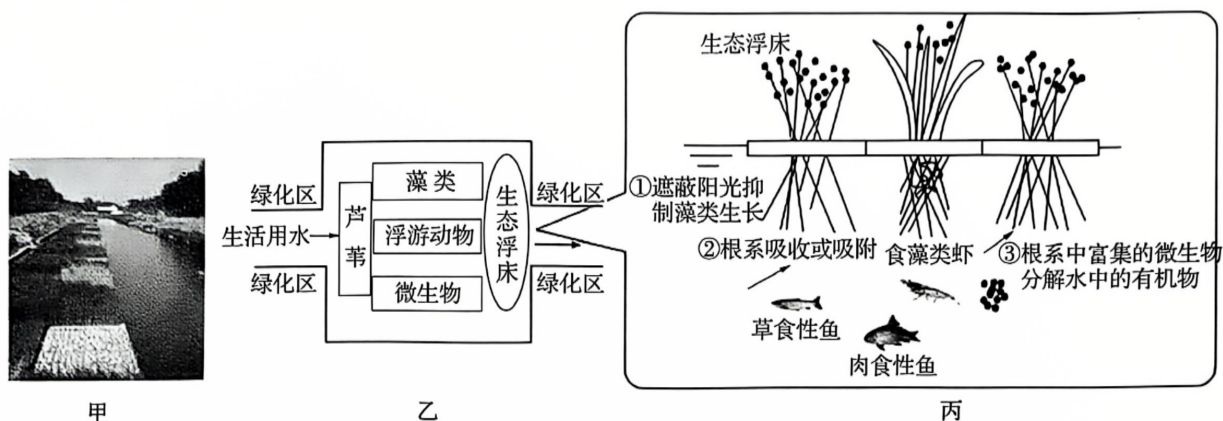 绿化区
生活用水
绿化区
芦苇
藻类
浮游动物
微生物
生态浮床
绿化区
绿化区
生态浮床
①遮蔽阳光抑
制藻类生长
②根系吸收或吸附
食藻类虾
③根系中富集的微生物
分解水中的有机物
草食性鱼
肉食性鱼
甲
乙
丙